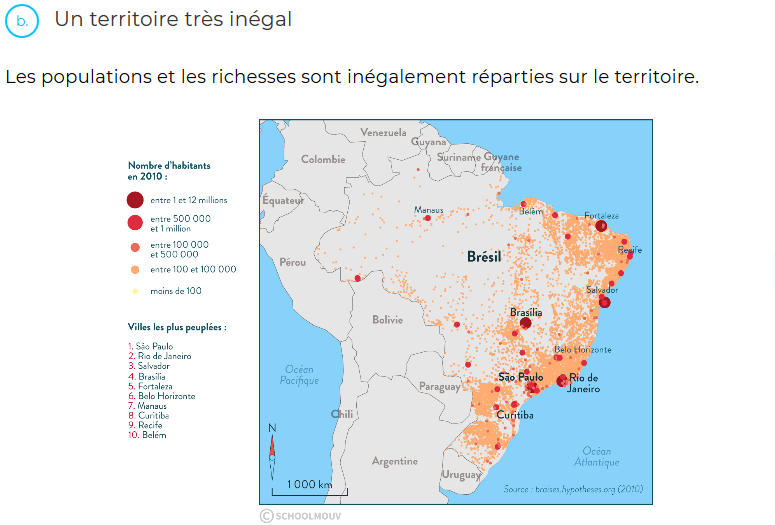 b. Un territoire très inégal
Les populations et les richesses sont inégalement réparties sur le territoire.
Nombre d'habitants
en 2010 :
entre 1 et 12 millions
entre 500 000
et 1 million
entre 100 000
et 500 000
entre 100 et 100 000
moins de 100
Villes les plus peuplées :
1. São Paulo
2. Rio de Janeiro
3. Salvador
4. Brasília
5. Fortaleza
6. Belo Horizonte
7. Manaus
8. Curitiba
9. Recife
10. Belém
Venezuela
Guyana
Colombie
Suriname
Guyane
française
Équateur
Manaus
Belém
Fortaleza
Recife
Brésil
Pérou
Salvador
Brasília
Bolivie
Belo Horizonte
Océan
Pacifique
São Paulo
Rio de
Janeiro
Paraguay
Chili
Curitiba
N
Océan
Atlantique
Argentine
Uruguay
1 000 km
Source : braises.hypotheses.org (2010)
© SCHOOLMOUV